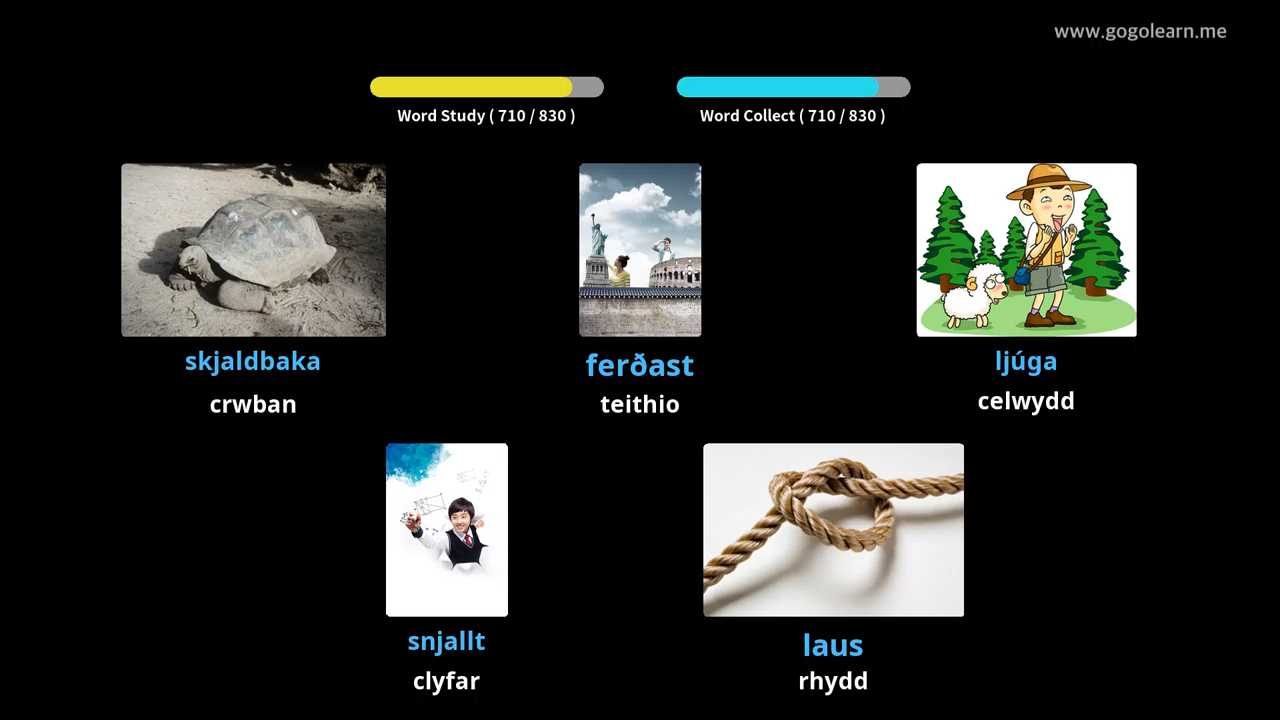 www.gogolearn.me
Word Study ( 710 / 830 )
Word Collect ( 710 / 830 )
skjaldbaka
crwban
ferðast
teithio
ljúga
celwydd
snjallt
clyfar
laus
rhydd